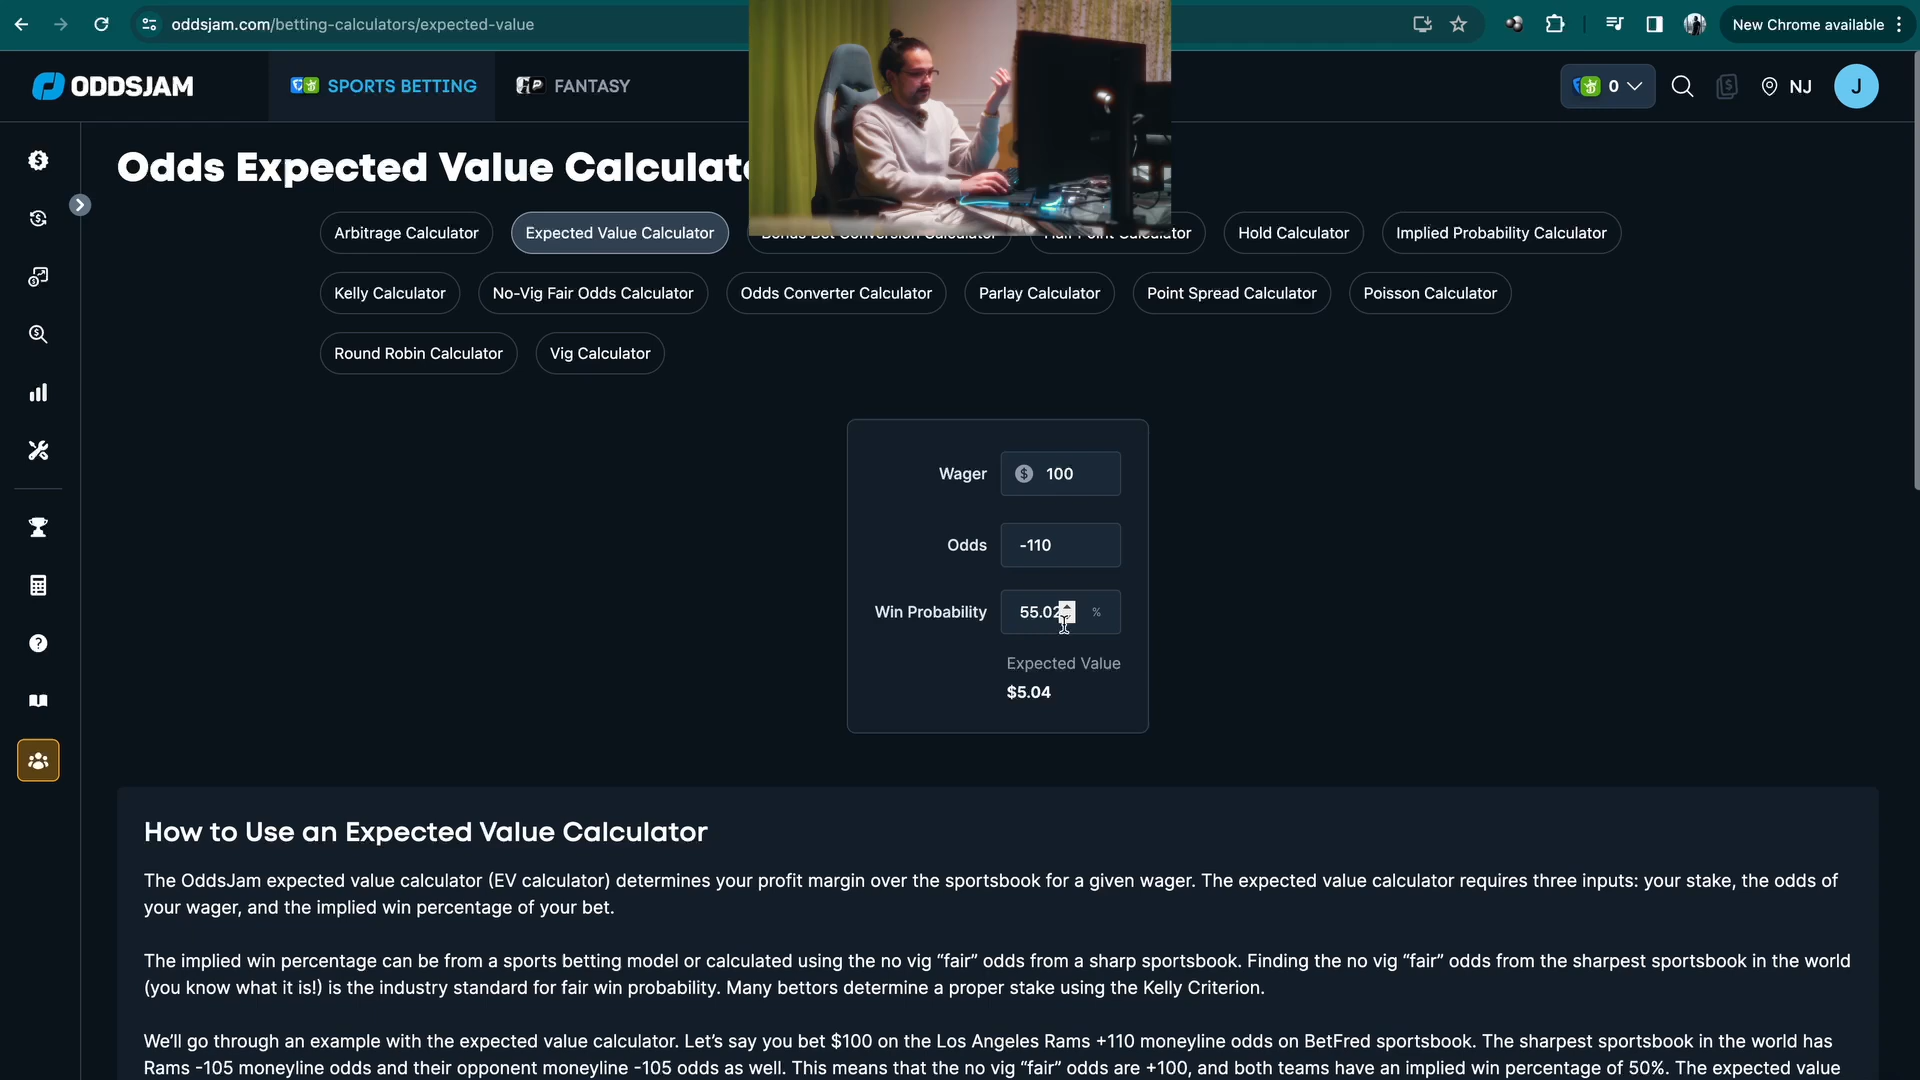 oddsjam.com/betting-calculators/expected-value
New Chrome available
ODDSJAM
SPORTS BETTING
FANTASY
0
NJ
J
Odds Expected Value Calculat
Arbitrage Calculator
Expected Value Calculator
Bonus Bet Conversion Calculator
Half Point Calculator
Hold Calculator
Implied Probability Calculator
Kelly Calculator
No-Vig Fair Odds Calculator
Odds Converter Calculator
Parlay Calculator
Point Spread Calculator
Poisson Calculator
Round Robin Calculator
Vig Calculator
Wager
$ 100
Odds
-110
Win Probability
55.02
%
Expected Value
$5.04
How to Use an Expected Value Calculator
The OddsJam expected value calculator (EV calculator) determines your profit margin over the sportsbook for a given wager. The expected value calculator requires three inputs: your stake, the odds of
your wager, and the implied win percentage of your bet.
The implied win percentage can be from a sports betting model or calculated using the no vig “fair” odds from a sharp sportsbook. Finding the no vig “fair” odds from the sharpest sportsbook in the world
(you know what it is!) is the industry standard for fair win probability. Many bettors determine a proper stake using the Kelly Criterion.
We’ll go through an example with the expected value calculator. Let’s say you bet $100 on the Los Angeles Rams +110 moneyline odds on BetFred sportsbook. The sharpest sportsbook in the world has
Rams -105 moneyline odds and their opponent moneyline -105 odds as well. This means that the no vig “fair” odds are +100, and both teams have an implied win percentage of 50%. The expected value